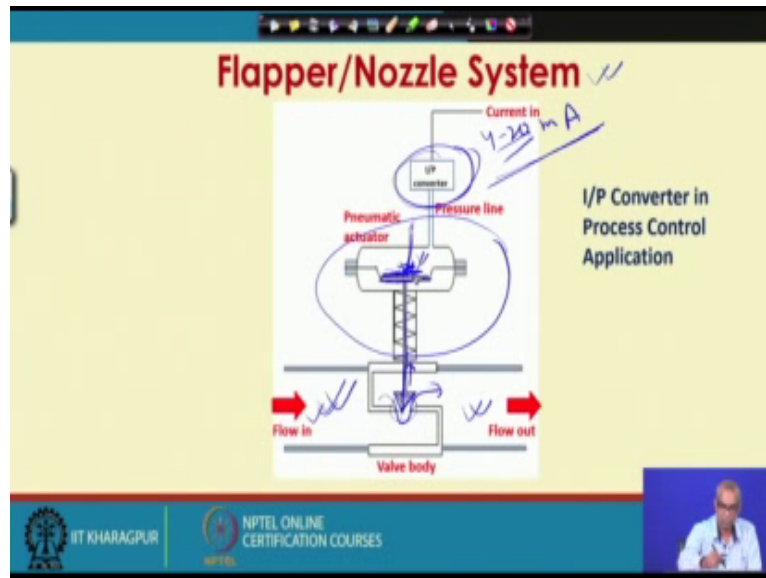 Flapper/Nozzle System
Current in
4-20 mA
I/P
converter
Pressure line
Pneumatic
actuator
I/P Converter in
Process Control
Application
Flow in
Flow out
Valve body
IIT KHARAGPUR
NPTEL
NPTEL ONLINE
CERTIFICATION COURSES